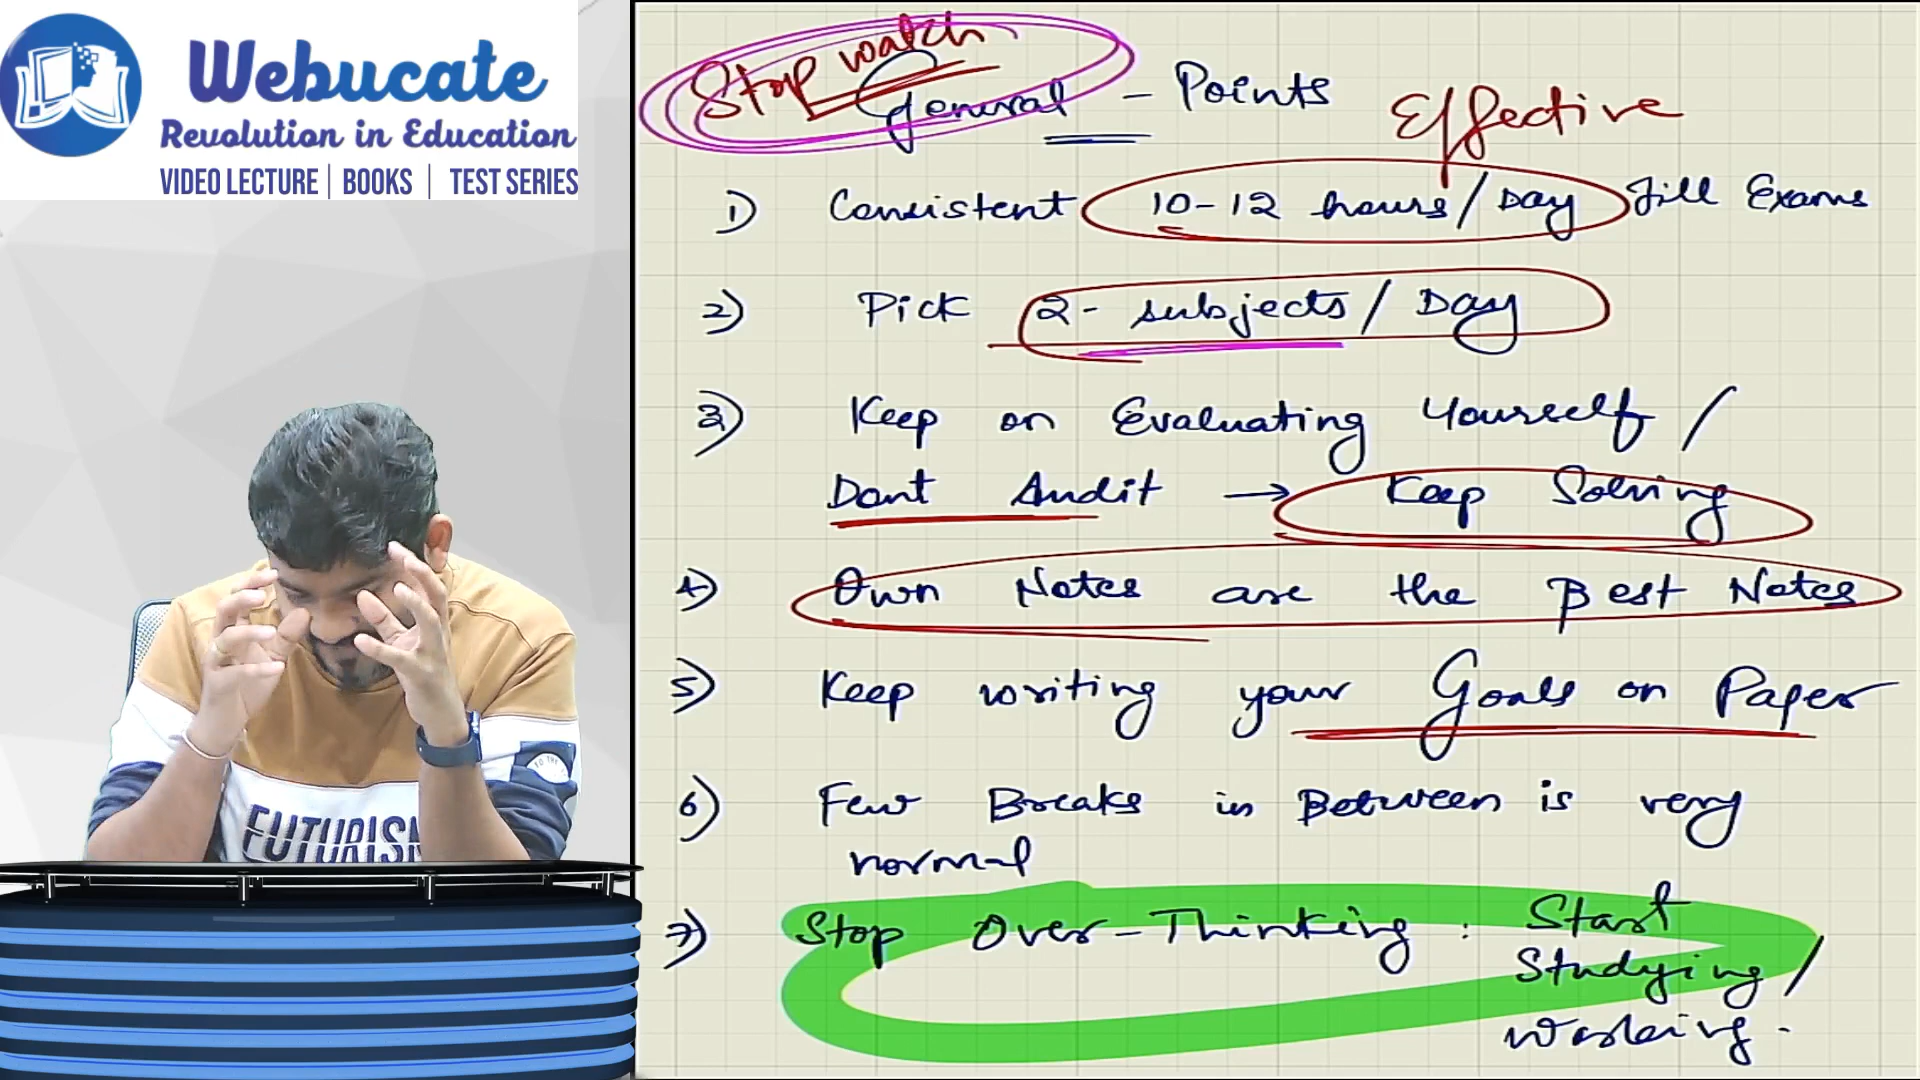 Webucate
Revolution in Education
VIDEO LECTURE | BOOKS | TEST SERIES
FUTURISM
TO THE
Stop watch
General - Points Effective
1) Consistent 10-12 hours/Day Till Exams
2) Pick 2- subjects/Day
3) Keep on Evaluating Yourself /
Dont Audit → Keep Solving
4) Own Notes are the Best Notes
5) Keep writing your Goals on Paper
6) Few Breaks in Between is very
normal
7) Stop Over-Thinking : Start
Studying /
Working.